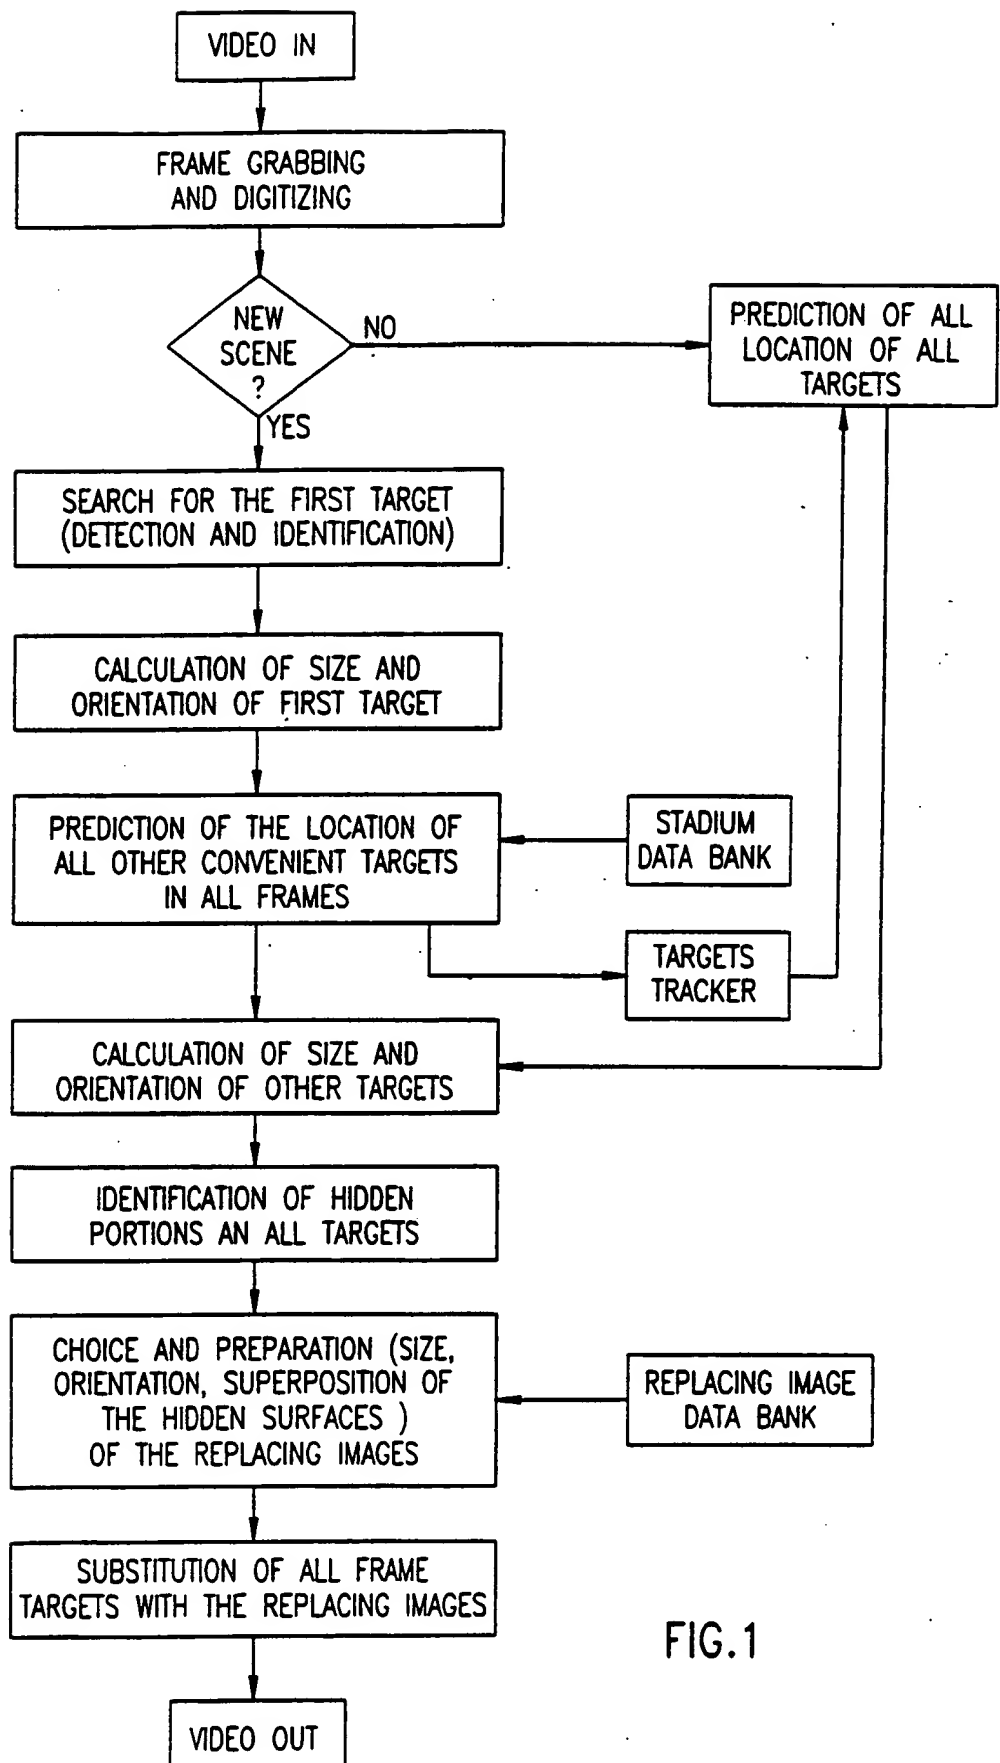 VIDEO IN
FRAME GRABBING
AND DIGITIZING
NEW
SCENE
?
NO
YES
PREDICTION OF ALL
LOCATION OF ALL
TARGETS
SEARCH FOR THE FIRST TARGET
(DETECTION AND IDENTIFICATION)
CALCULATION OF SIZE AND
ORIENTATION OF FIRST TARGET
PREDICTION OF THE LOCATION OF
ALL OTHER CONVENIENT TARGETS
IN ALL FRAMES
STADIUM
DATA BANK
TARGETS
TRACKER
CALCULATION OF SIZE AND
ORIENTATION OF OTHER TARGETS
IDENTIFICATION OF HIDDEN
PORTIONS AN ALL TARGETS
CHOICE AND PREPARATION (SIZE,
ORIENTATION, SUPERPOSITION OF
THE HIDDEN SURFACES )
OF THE REPLACING IMAGES
REPLACING IMAGE
DATA BANK
SUBSTITUTION OF ALL FRAME
TARGETS WITH THE REPLACING IMAGES
VIDEO OUT
FIG.1